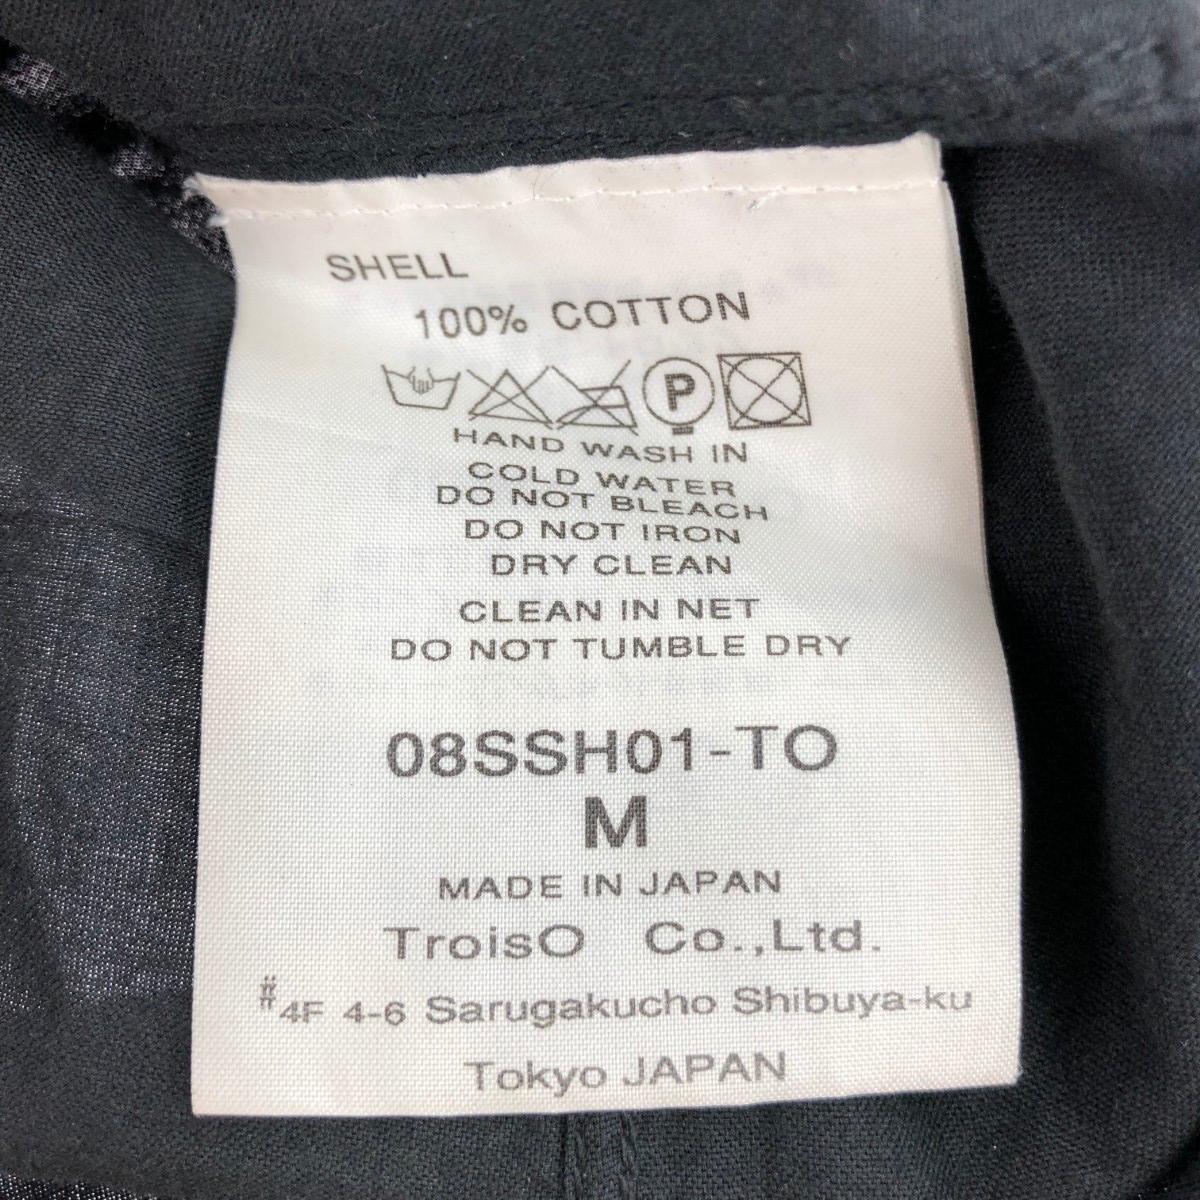 SHELL
100% COTTON
P
HAND WASH IN
COLD WATER
DO NOT BLEACH
DO NOT IRON
DRY CLEAN
CLEAN IN NET
DO NOT TUMBLE DRY
08SSH01-TO
M
MADE IN JAPAN
TroisO Co.,Ltd.
#4F 4-6 Sarugakucho Shibuya-ku
Tokyo JAPAN